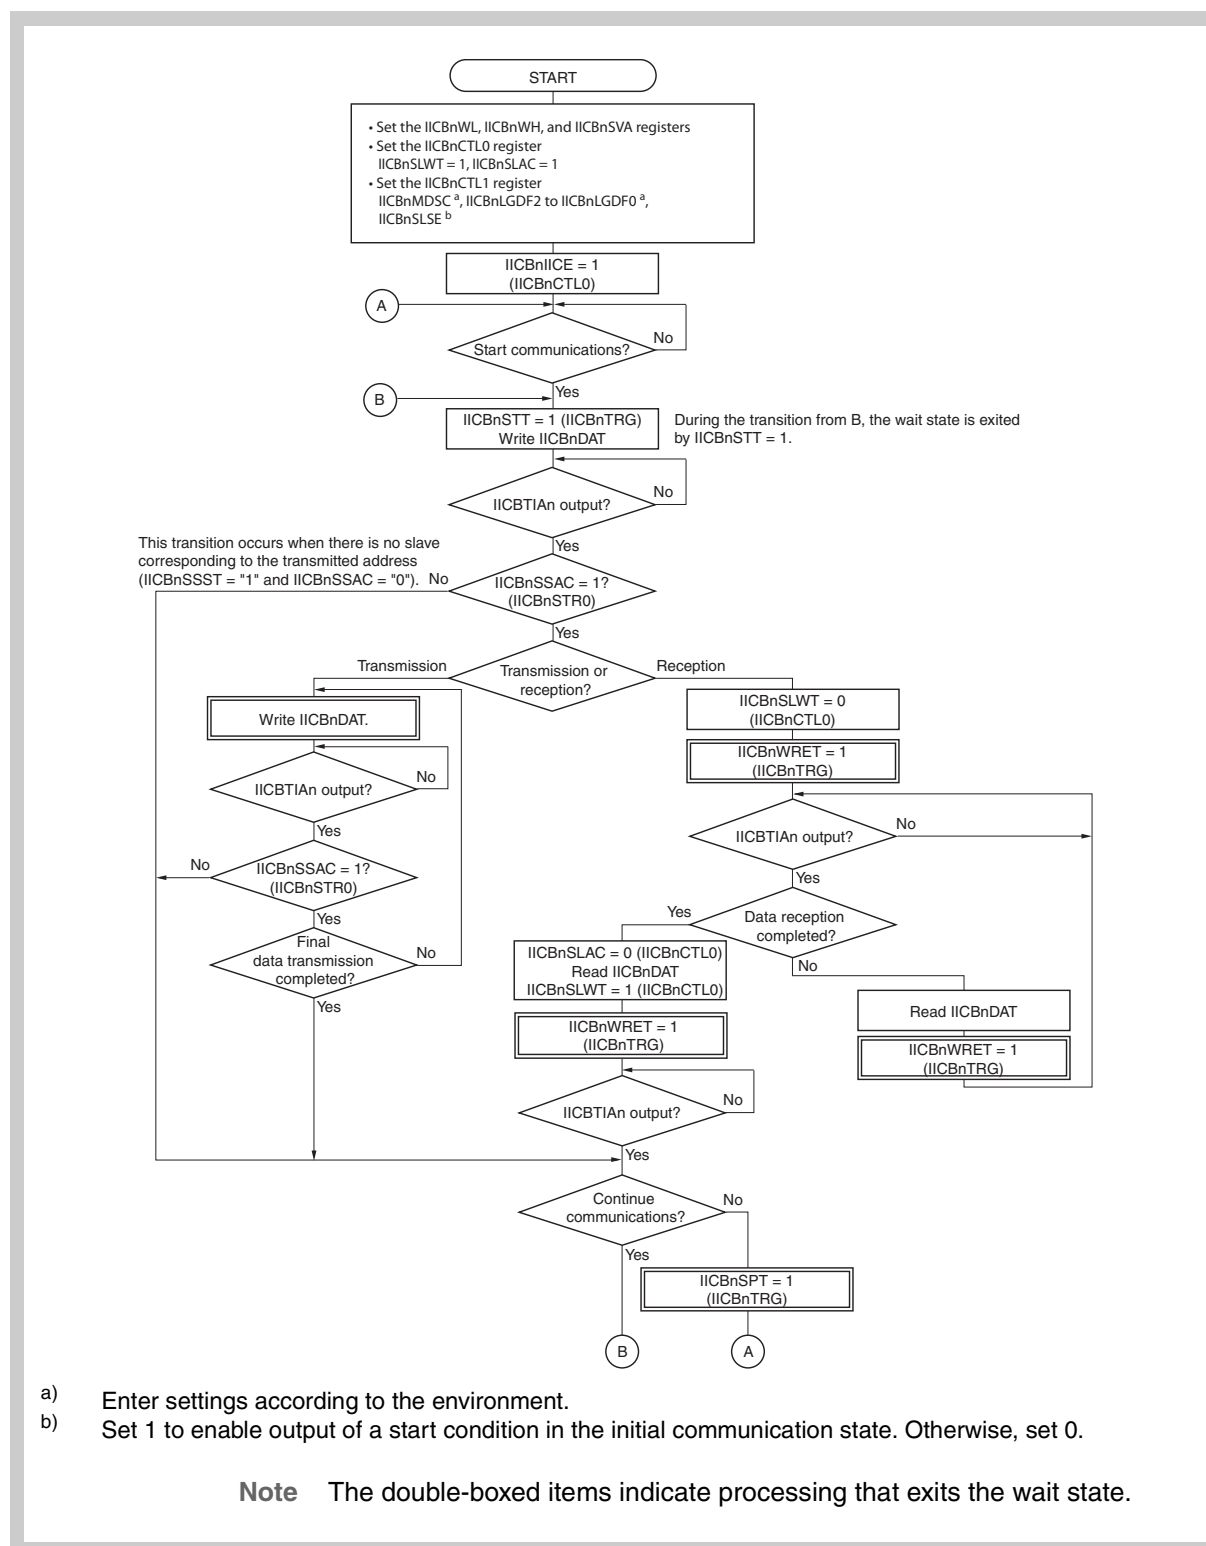 START
• Set the IICBnWL, IICBnWH, and IICBnSVA registers
• Set the IICBnCTL0 register
IICBnSLWT = 1, IICBnSLAC = 1
• Set the IICBnCTL1 register
IICBnMDSC a, IICBnLGDF2 to IICBnLGDF0 a,
IICBnSLSE b
IICBnIICE = 1
(IICBnCTL0)
A
Start communications?
No
Yes
B
IICBnSTT = 1 (IICBnTRG)
Write IICBnDAT
During the transition from B, the wait state is exited
by IICBnSTT = 1.
IICBTIAn output?
No
Yes
This transition occurs when there is no slave
corresponding to the transmitted address
(IICBnSSST = "1" and IICBnSSAC = "0"). No
IICBnSSAC = 1?
(IICBnSTR0)
Yes
Transmission
Transmission or
reception?
Reception
Write IICBnDAT.
IICBTIAn output?
No
Yes
No
IICBnSSAC = 1?
(IICBnSTR0)
Yes
Final
data transmission
completed?
No
Yes
IICBnSLWT = 0
(IICBnCTL0)
IICBnWRET = 1
(IICBnTRG)
IICBTIAn output?
No
Yes
Yes
Data reception
completed?
No
IICBnSLAC = 0 (IICBnCTL0)
Read IICBnDAT
IICBnSLWT = 1 (IICBnCTL0)
IICBnWRET = 1
(IICBnTRG)
Read IICBnDAT
IICBnWRET = 1
(IICBnTRG)
IICBTIAn output?
No
Yes
Continue
communications?
No
Yes
IICBnSPT = 1
(IICBnTRG)
B
A
a) Enter settings according to the environment.
b) Set 1 to enable output of a start condition in the initial communication state. Otherwise, set 0.
Note The double-boxed items indicate processing that exits the wait state.